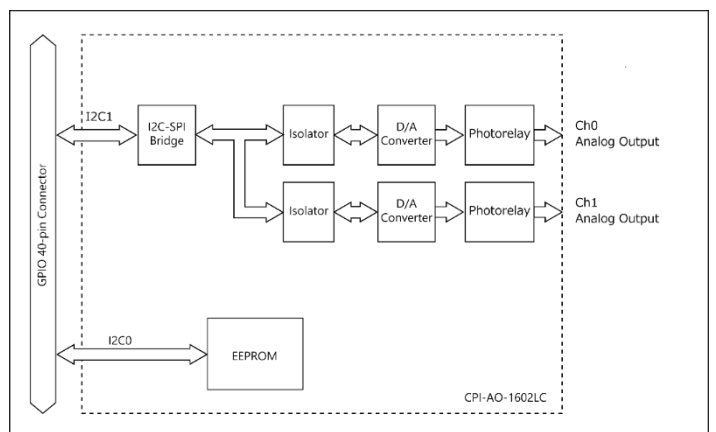 GPIO 40-pin Connector
I2C1
I2C-SPI
Bridge
Isolator
D/A
Converter
Photorelay
Ch0
Analog Output
Isolator
D/A
Converter
Photorelay
Ch1
Analog Output
I2C0
EEPROM
CPI-AO-1602LC